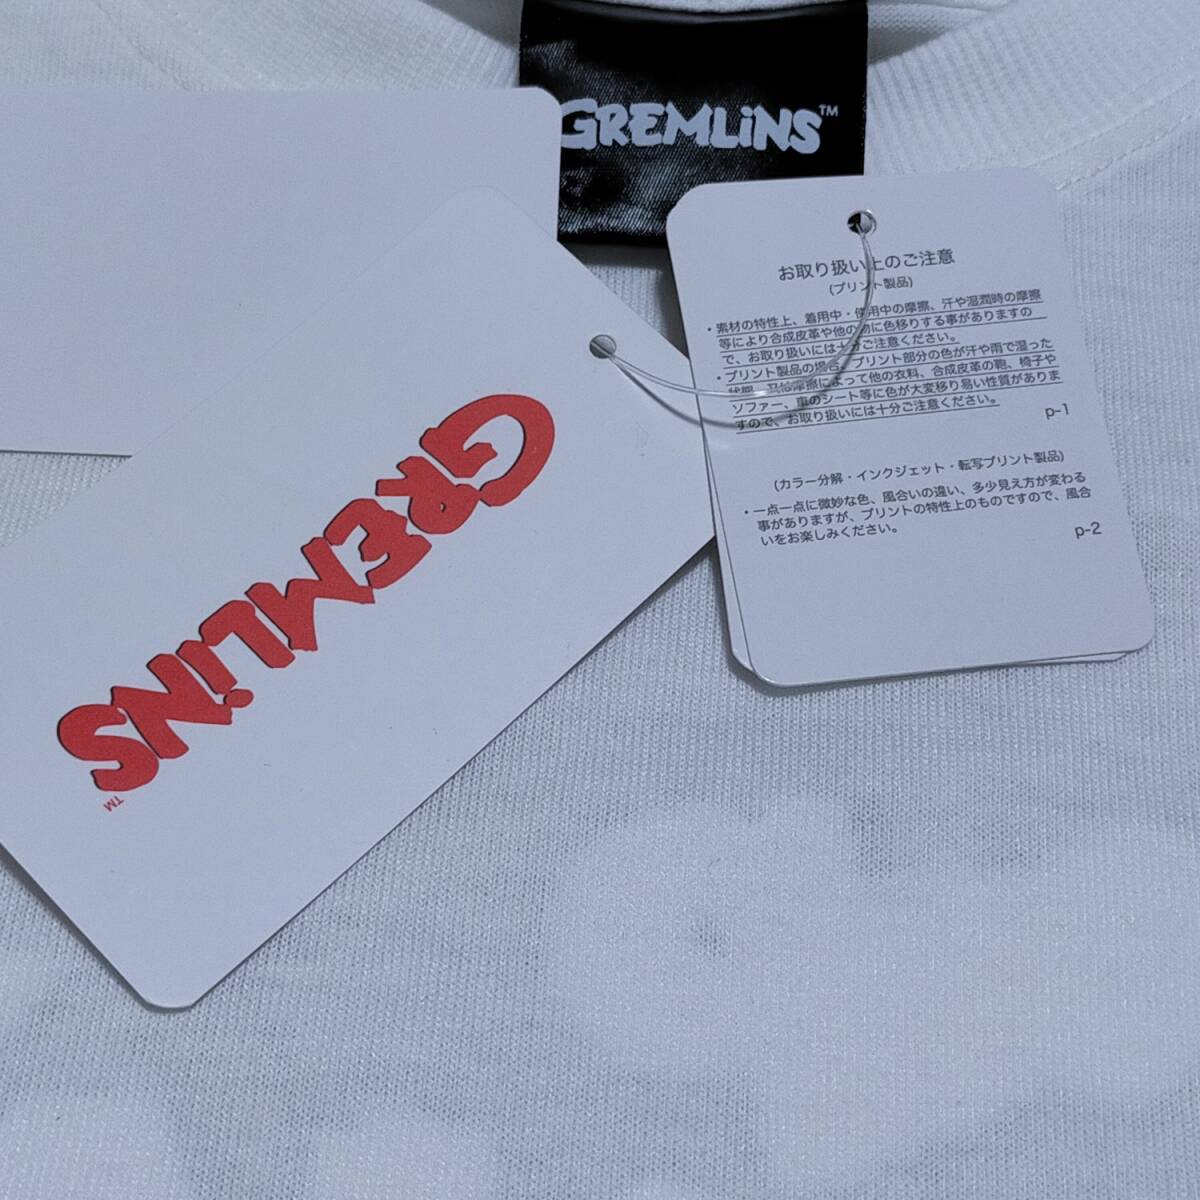 GREMLiNS™
GREMLiNS™
お取り扱い上のご注意
(プリント製品)
・素材の特性上、着用中・使用中の摩擦、汗や湿潤時の摩擦
等により合成皮革や他の物に色移りする事がありますの
で、お取り扱いには十分ご注意ください。
・プリント製品の場合、プリント部分の色が汗や雨で湿った
状態、又は摩擦によって他の衣料、合成皮革の鞄、椅子や
ソファー、車のシート等に色が大変移り易い性質がありま
すので、お取り扱いには十分ご注意ください。
p-1
(カラー分解・インクジェット・転写プリント製品)
・一点一点に微妙な色、風合いの違い、多少見え方が変わる
事がありますが、プリントの特性上のものですので、風合
いをお楽しみください。
p-2